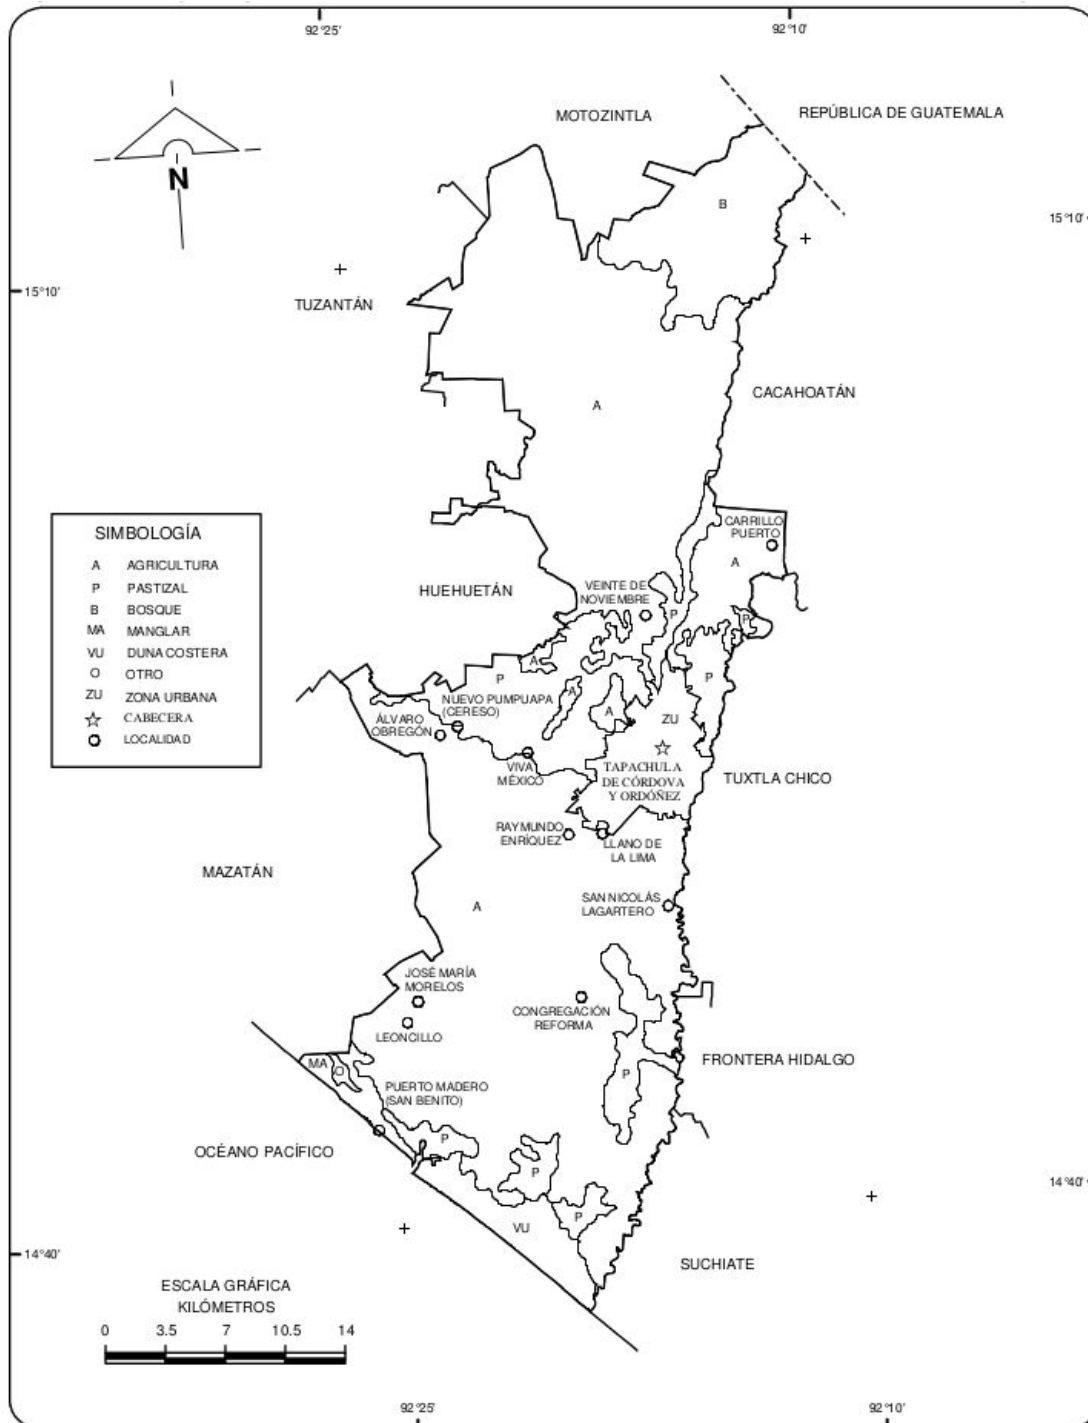 92°25'
92°10'
MOTOZINTLA
REPÚBLICA DE GUATEMALA
N
B
15°10'
15°10'
TUZANTÁN
CACAHOATÁN
A
SIMBOLOGÍA
A AGRICULTURA
P PASTIZAL
B BOSQUE
MA MANGLAR
VU DUNA COSTERA
O OTRO
ZU ZONA URBANA
CABECERA
LOCALIDAD
CARRILLO
PUERTO
A
HUEHUETÁN
VEINTE DE
NOVIEMBRE
P
P
A
P
P
NUEVO PUMPUAPA
(CERESO)
A
A
ZU
ÁLVARO
OBREGÓN
VIVA
MÉXICO
TAPACHULA
DE CÓRDOVA
Y ORDÓÑEZ
TUXTLA CHICO
RAYMUNDO
ENRÍQUEZ
LLANO DE
LA LIMA
MAZATÁN
A
SAN NICOLÁS
LAGARTERO
JOSÉ MARÍA
MORELOS
LEONCILLO
CONGREGACIÓN
REFORMA
FRONTERA HIDALGO
MA
O
P
PUERTO MADERO
(SAN BENITO)
OCÉANO PACÍFICO
P
P
P
VU
14°40'
14°40'
SUCHIATE
ESCALA GRÁFICA
KILÓMETROS
0 3.5 7 10.5 14
92°25'
92°10'